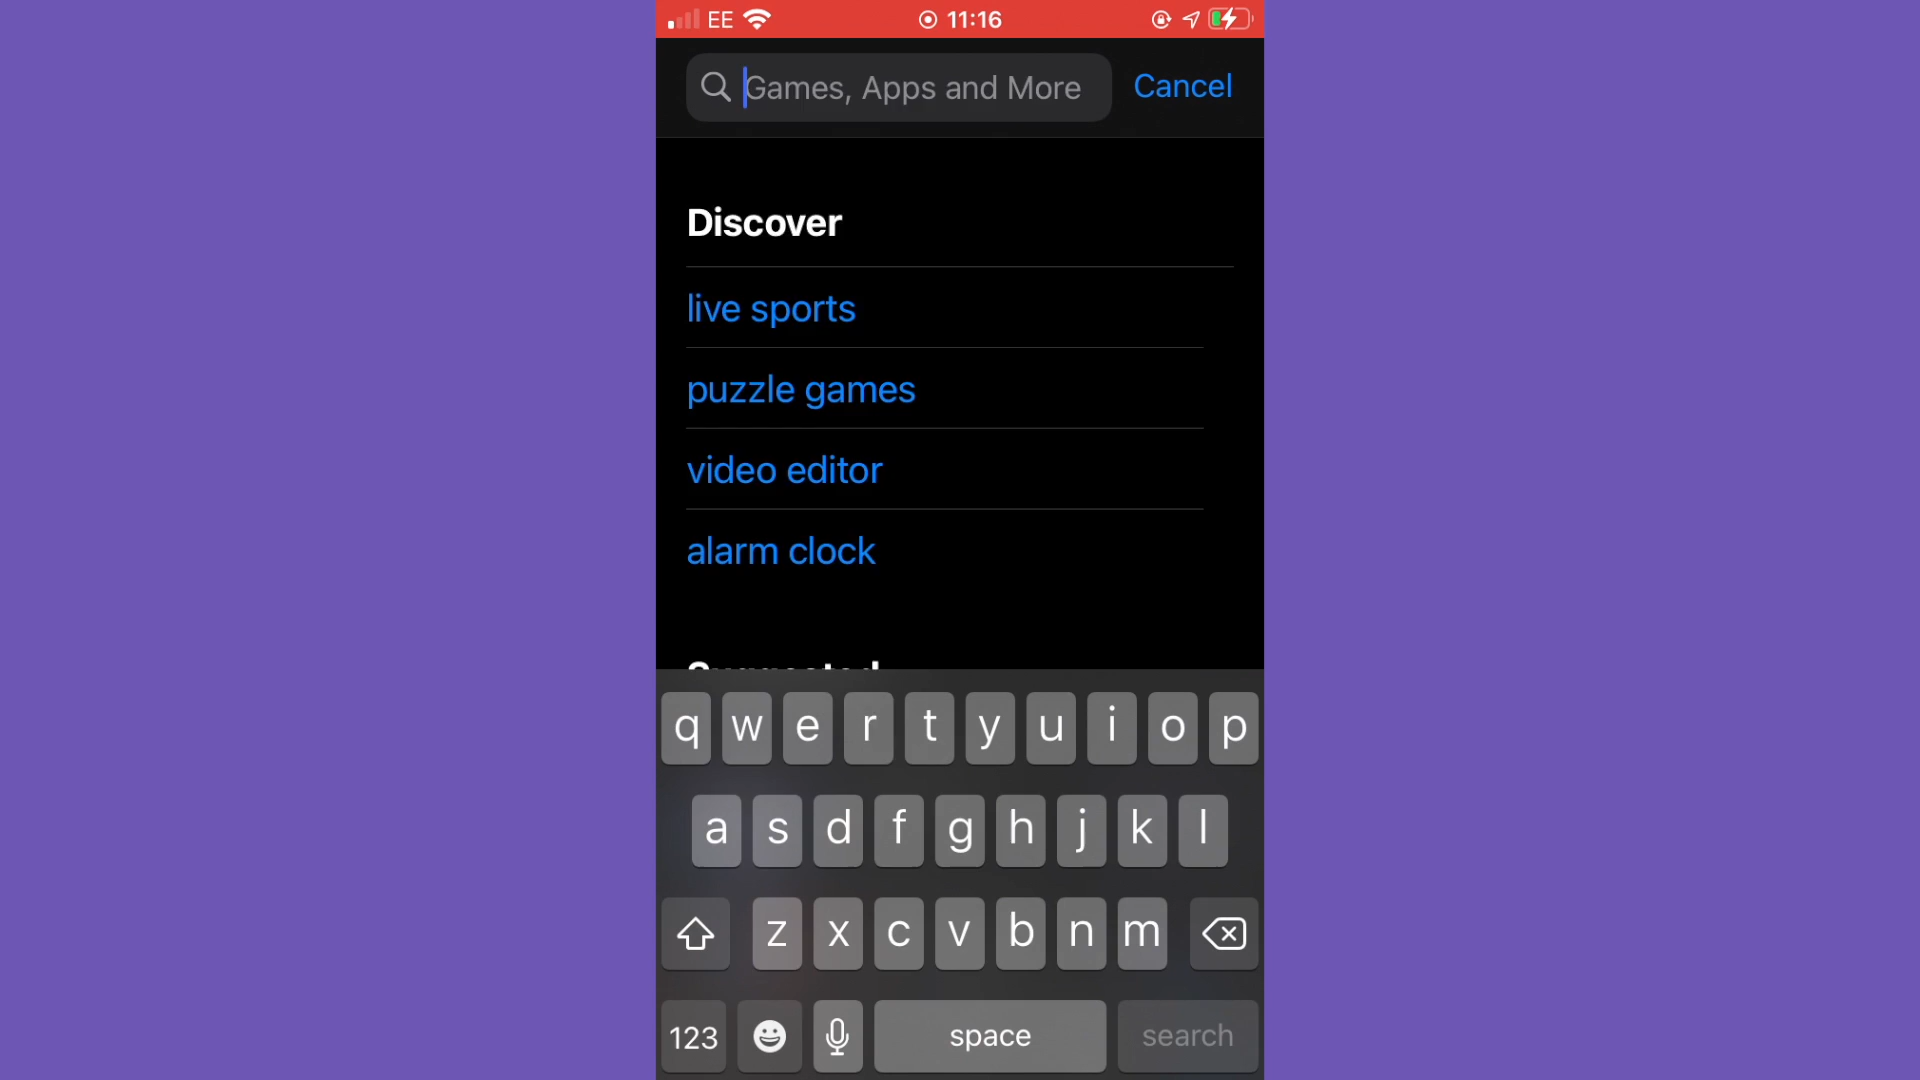 EE 11:16
Games, Apps and More Cancel
Discover
live sports
puzzle games
video editor
alarm clock
Suggested
q w e r t y u i o p
a s d f g h j k l
z x c v b n m
123 space search